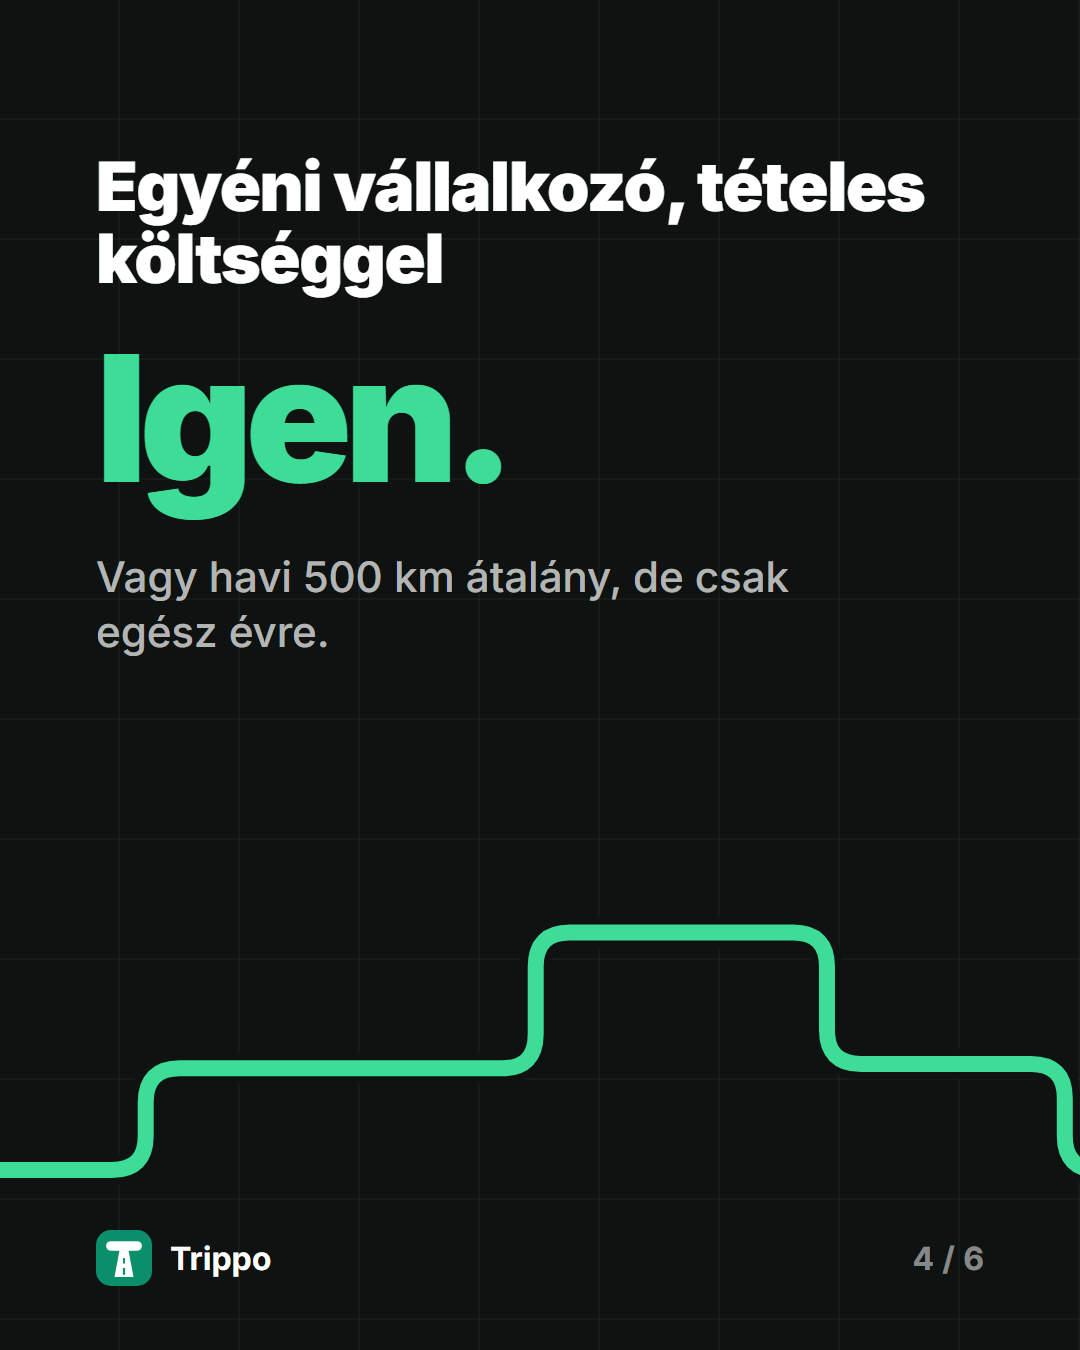 Egyéni vállalkozó, tételes
költséggel
Igen.
Vagy havi 500 km átalány, de csak
egész évre.
Trippo
4 / 6